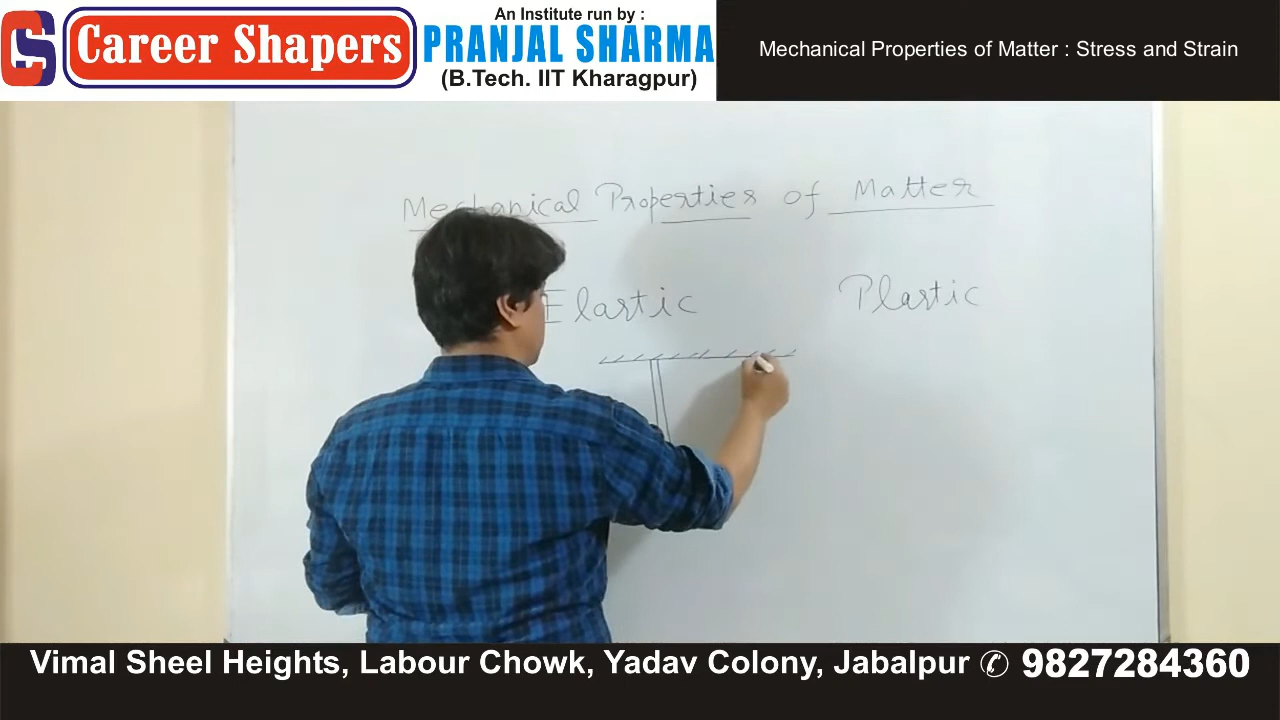 Career Shapers
An Institute run by :
PRANJAL SHARMA
(B.Tech. IIT Kharagpur)
Mechanical Properties of Matter : Stress and Strain
Mechanical Properties of Matter
Elastic Plastic
Vimal Sheel Heights, Labour Chowk, Yadav Colony, Jabalpur ✆ 9827284360